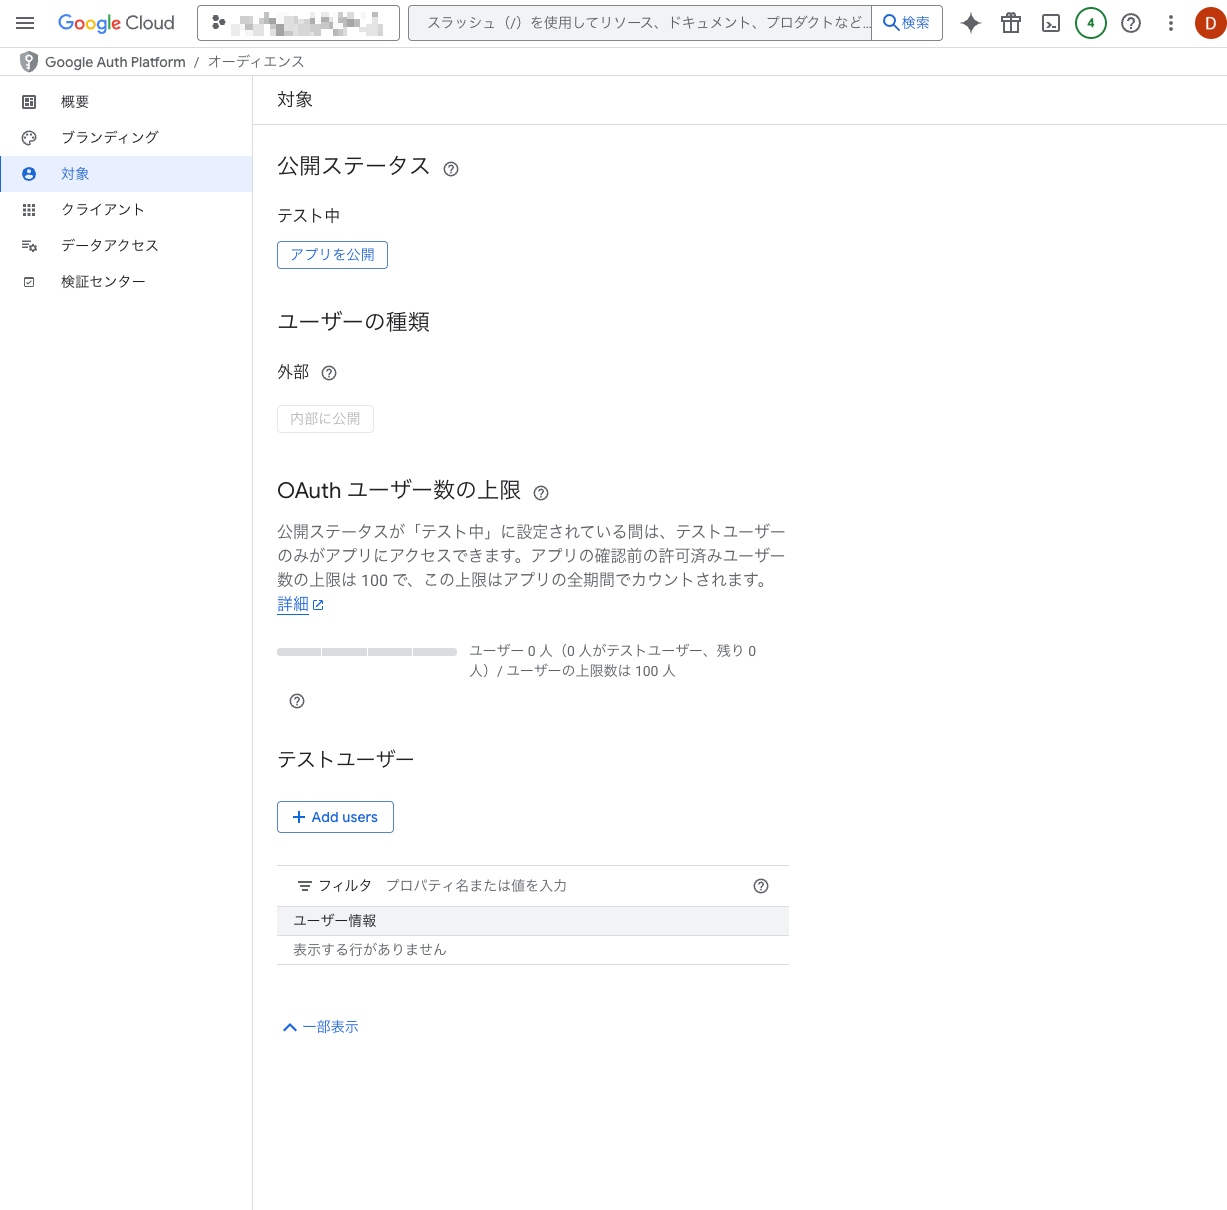 Google Cloud
スラッシュ（/）を使用してリソース、ドキュメント、プロダクトなど...
検索
4
D
Google Auth Platform / オーディエンス
概要
ブランディング
対象
クライアント
データアクセス
検証センター
対象
公開ステータス
テスト中
アプリを公開
ユーザーの種類
外部
内部に公開
OAuth ユーザー数の上限
公開ステータスが「テスト中」に設定されている間は、テストユーザー
のみがアプリにアクセスできます。アプリの確認前の許可済みユーザー
数の上限は 100 で、この上限はアプリの全期間でカウントされます。
詳細
ユーザー 0 人（0 人がテストユーザー、残り 0
人）/ ユーザーの上限数は 100 人
テストユーザー
Add users
フィルタ プロパティ名または値を入力
ユーザー情報
表示する行がありません
一部表示